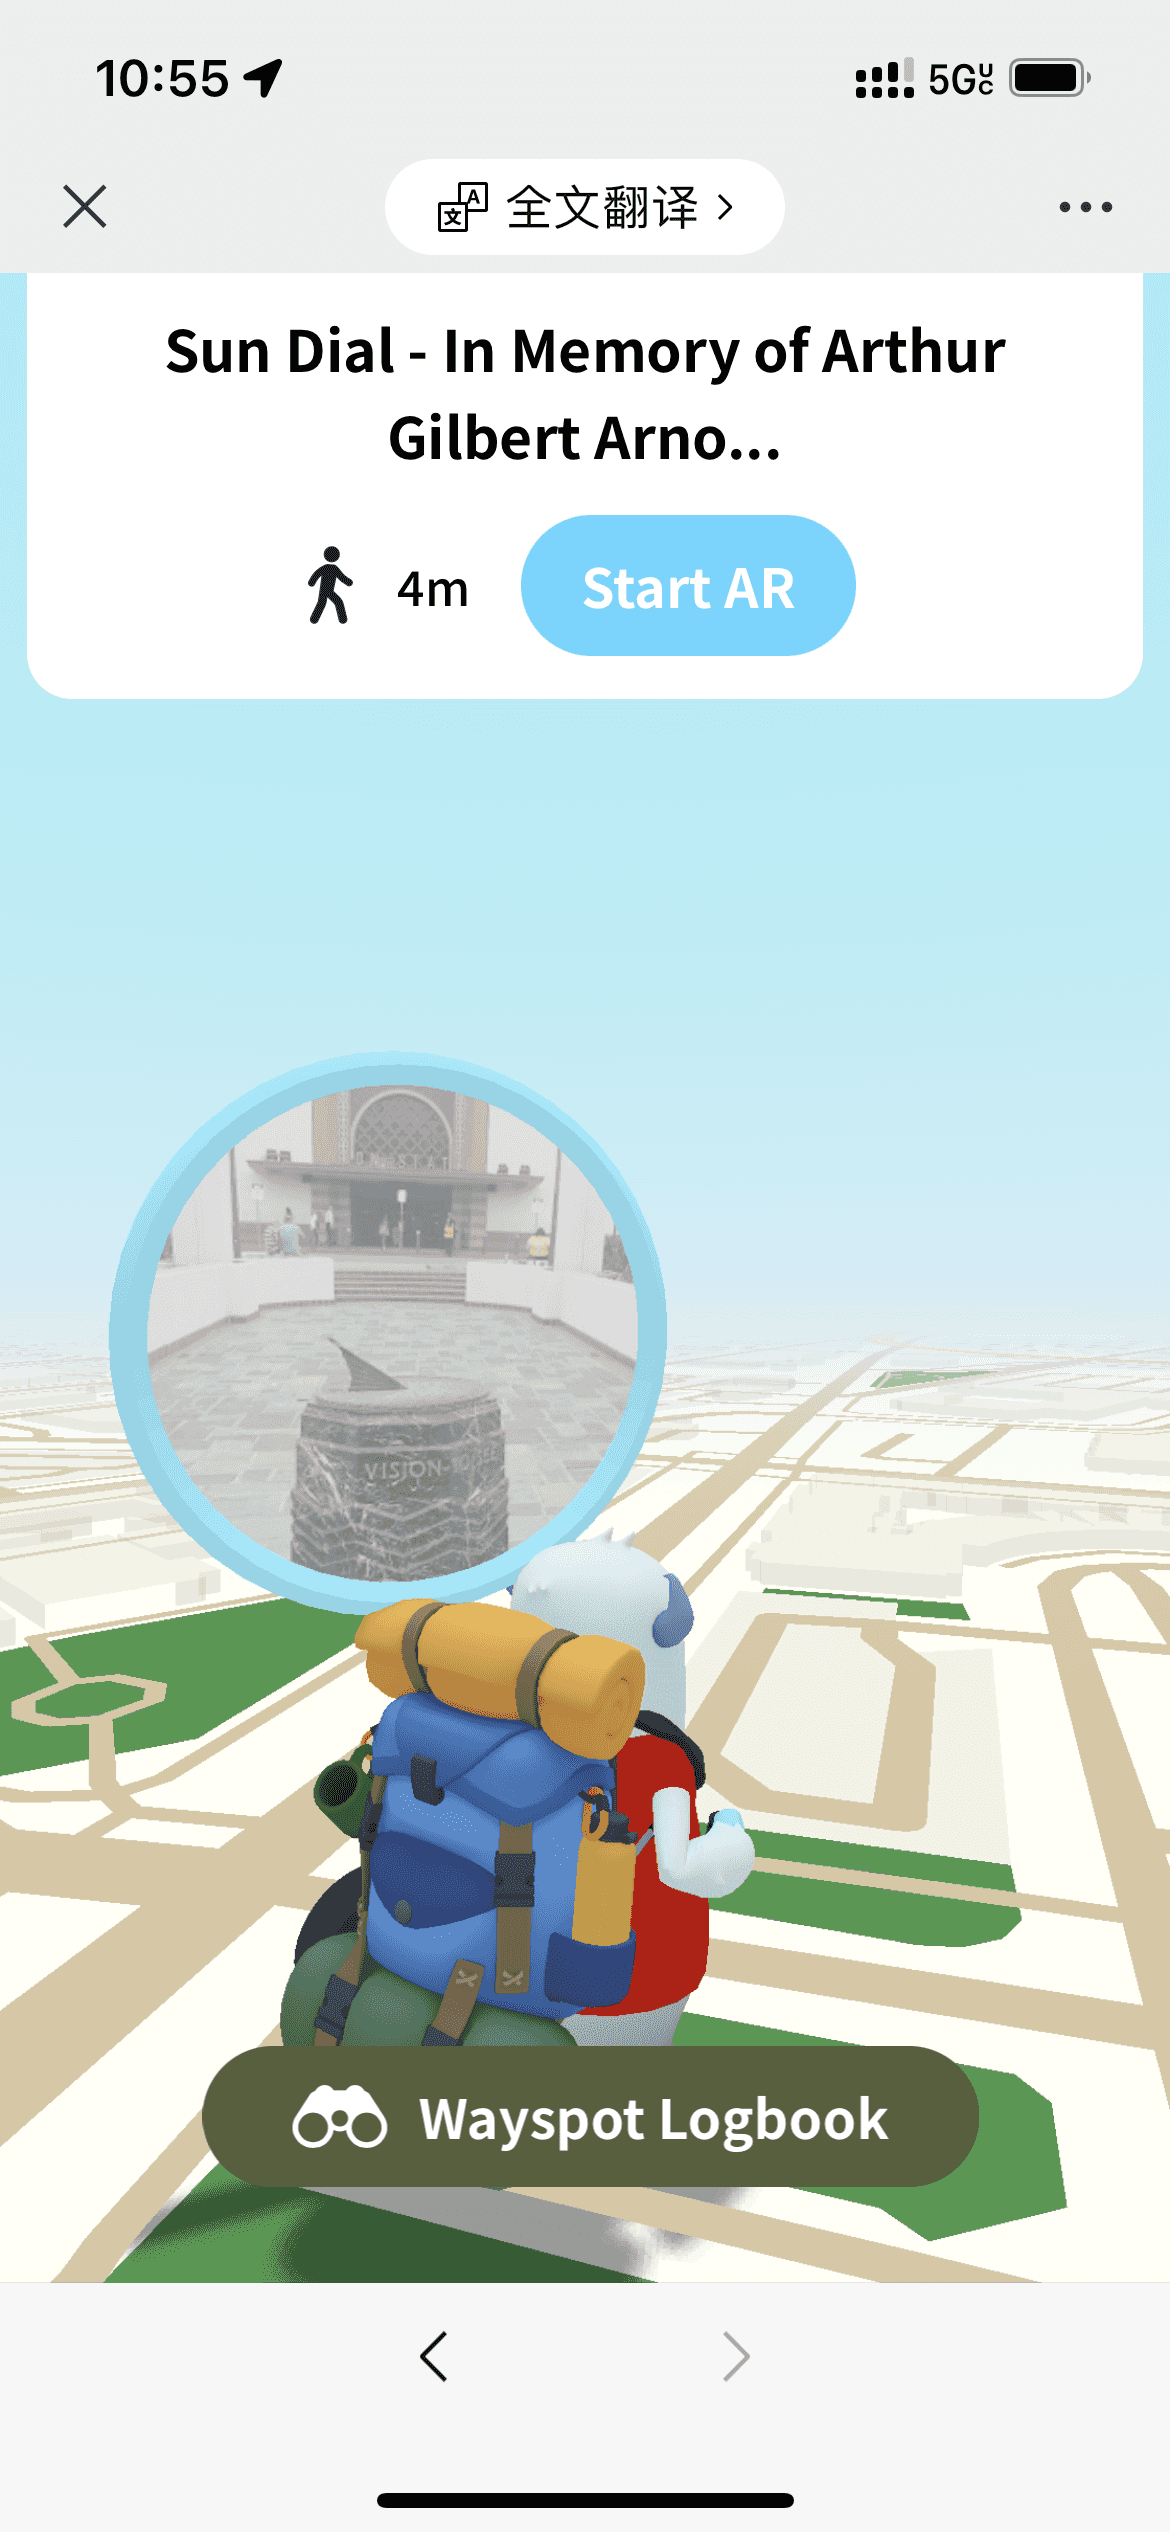 10:55
5G UC
全文翻译
Sun Dial - In Memory of Arthur
Gilbert Arno...
4m
Start AR
VISION
Wayspot Logbook